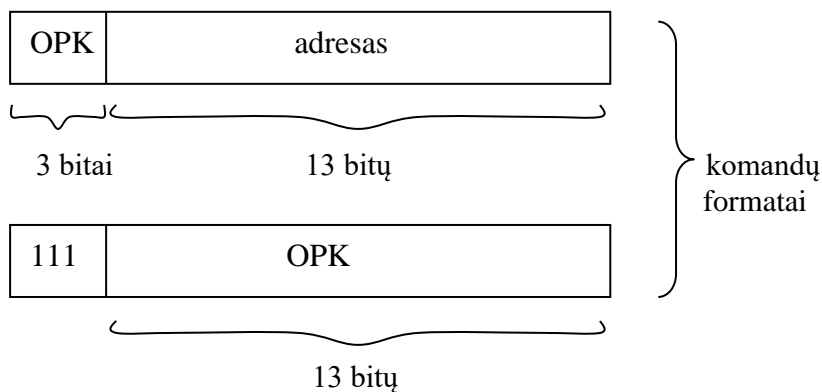 OPK adresas
3 bitai 13 bitų
komandų
formatai
111 OPK
13 bitų